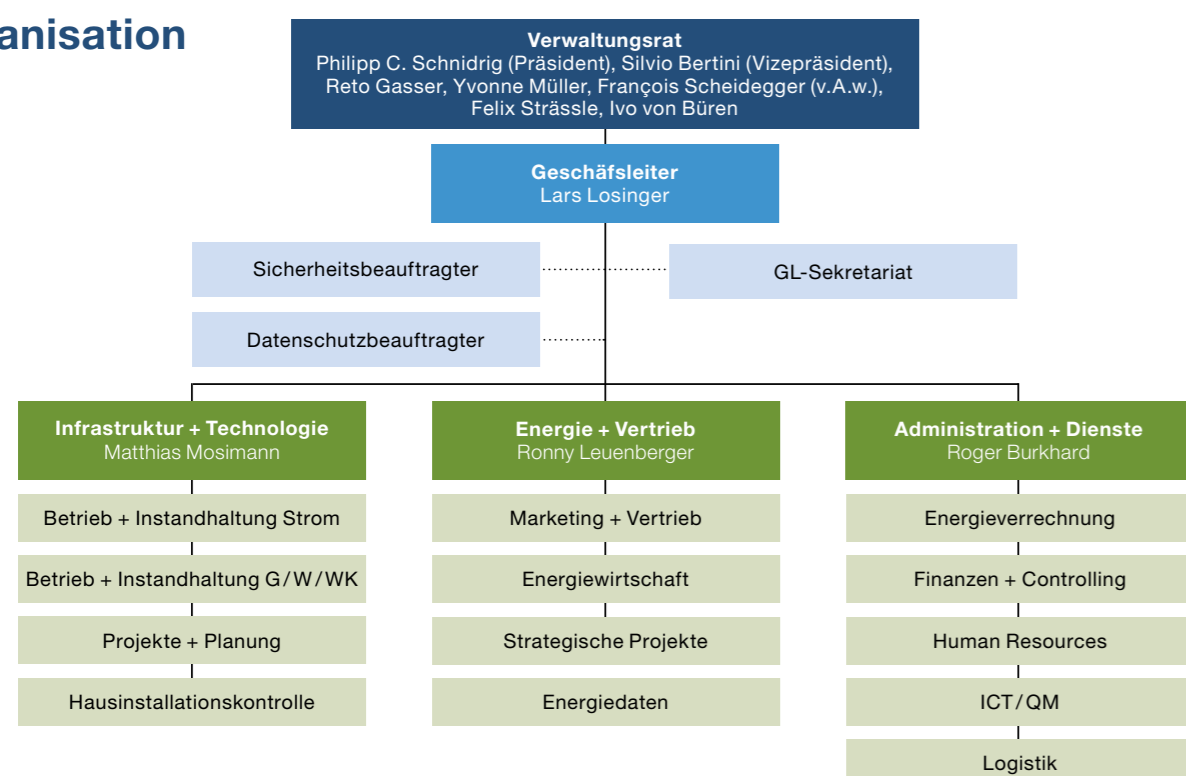 anisation
Verwaltungsrat
Philipp C. Schnidrig (Präsident), Silvio Bertini (Vizepräsident),
Reto Gasser, Yvonne Müller, François Scheidegger (v.A.w.),
Felix Strässle, Ivo von Büren
Geschäfsleiter
Lars Losinger
Sicherheitsbeauftragter
GL-Sekretariat
Datenschutzbeauftragter
Infrastruktur + Technologie
Matthias Mosimann
Betrieb + Instandhaltung Strom
Betrieb + Instandhaltung G/W/WK
Projekte + Planung
Hausinstallationskontrolle
Energie + Vertrieb
Ronny Leuenberger
Marketing + Vertrieb
Energiewirtschaft
Strategische Projekte
Energiedaten
Administration + Dienste
Roger Burkhard
Energieverrechnung
Finanzen + Controlling
Human Resources
ICT/QM
Logistik